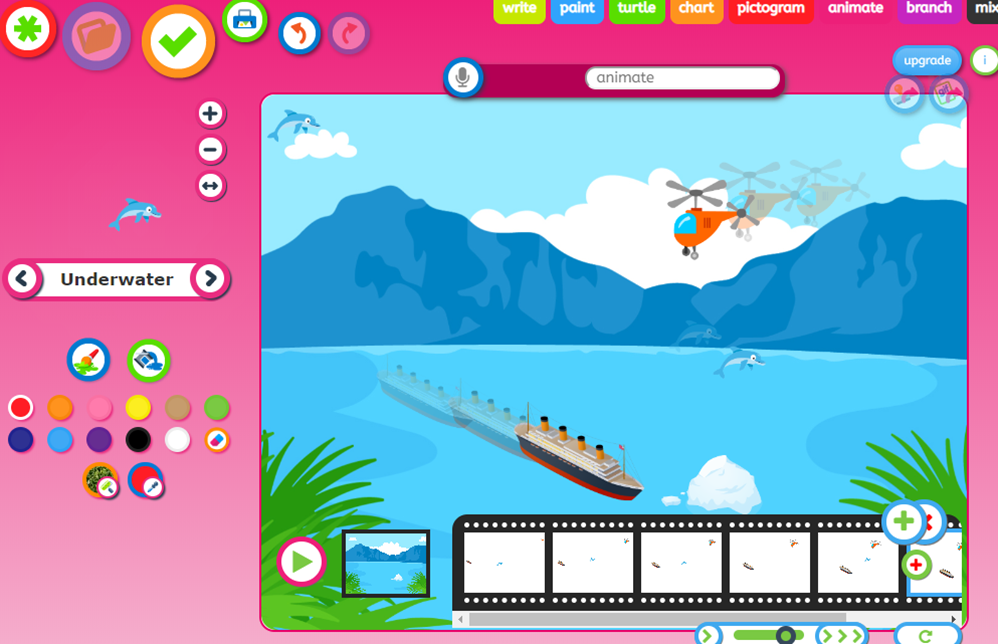 write paint turtle chart pictogram animate branch mix
upgrade i
animate
Underwater